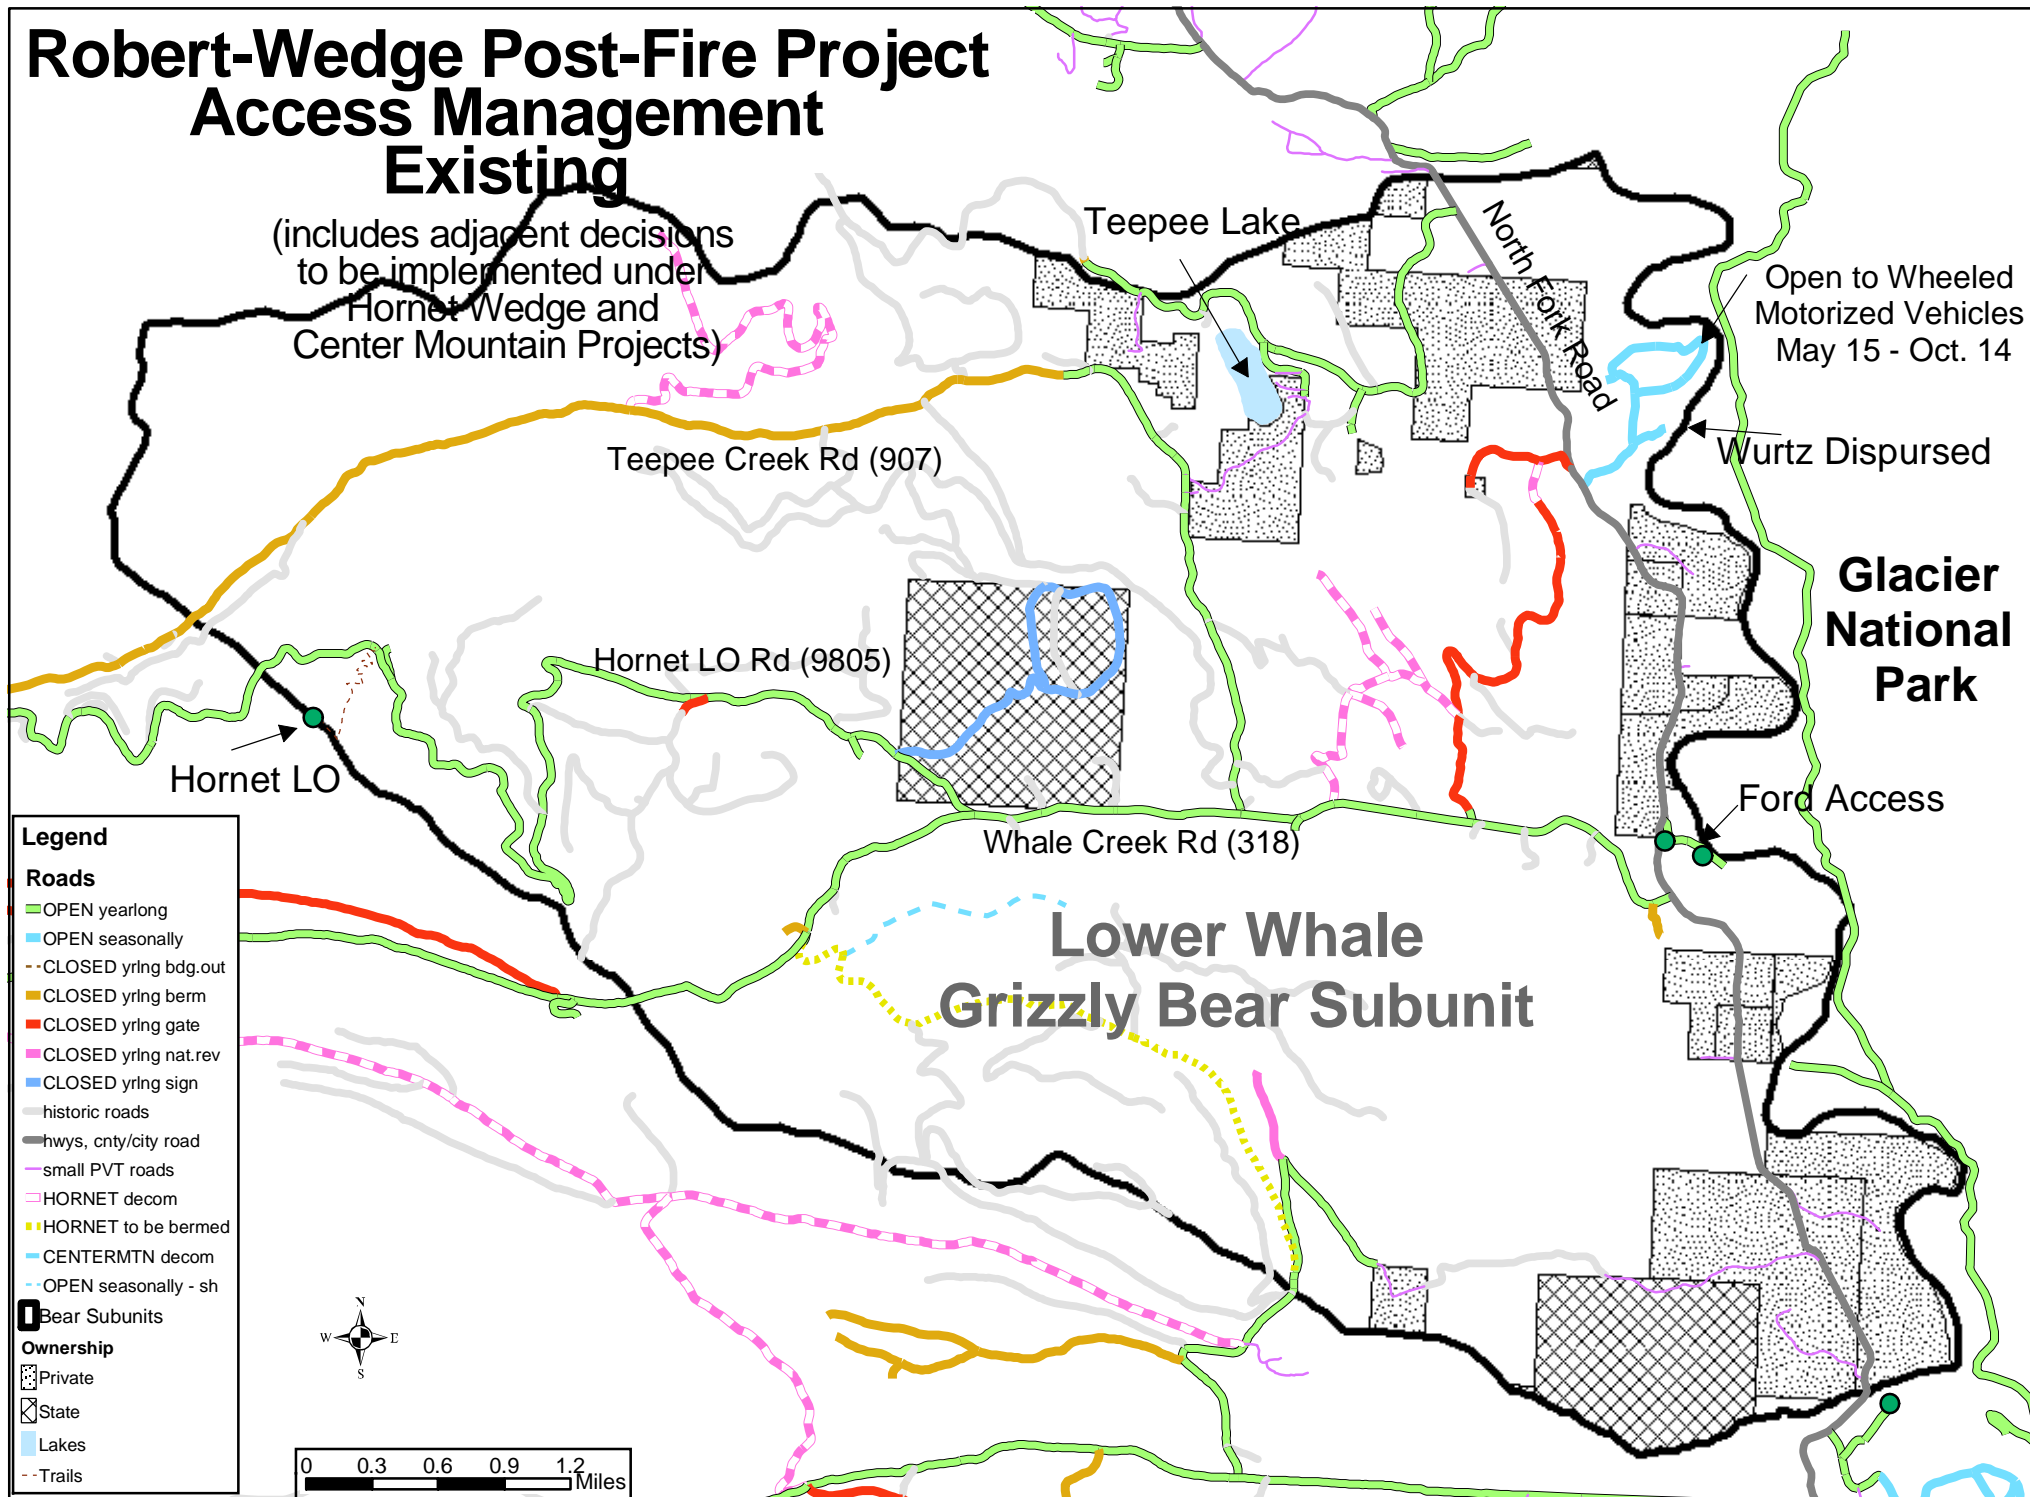 Robert-Wedge Post-Fire Project
Access Management
Existing
(includes adjacent decisions
to be implemented under
Hornet Wedge and
Center Mountain Projects)
Teepee Lake
North Fork Road
Open to Wheeled
Motorized Vehicles
May 15 - Oct. 14
Wurtz Dispursed
Teepee Creek Rd (907)
Glacier
National
Park
Hornet LO Rd (9805)
Hornet LO
Ford Access
Whale Creek Rd (318)
Lower Whale
Grizzly Bear Subunit
Legend
Roads
OPEN yearlong
OPEN seasonally
CLOSED yrlng bdg.out
CLOSED yrlng berm
CLOSED yrlng gate
CLOSED yrlng nat.rev
CLOSED yrlng sign
historic roads
hwys, cnty/city road
small PVT roads
HORNET decom
HORNET to be bermed
CENTERMTN decom
OPEN seasonally - sh
Bear Subunits
Ownership
Private
State
Lakes
Trails
N
W E
S
0 0.3 0.6 0.9 1.2
Miles